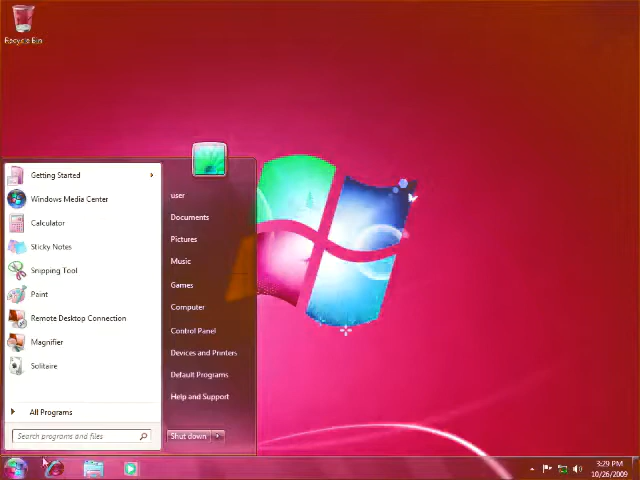 Recycle Bin
Getting Started
Windows Media Center
Calculator
Sticky Notes
Snipping Tool
Paint
Remote Desktop Connection
Magnifier
Solitaire
All Programs
Search programs and files
user
Documents
Pictures
Music
Games
Computer
Control Panel
Devices and Printers
Default Programs
Help and Support
Shut down
3:29 PM
10/26/2009